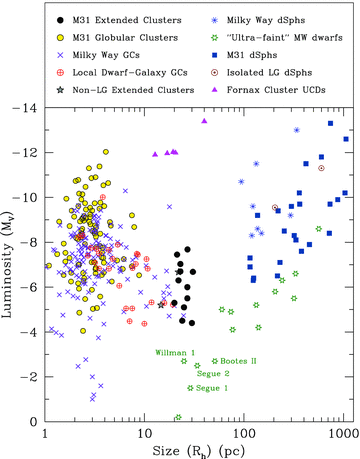 M31 Extended Clusters
M31 Globular Clusters
Milky Way GCs
Local Dwarf-Galaxy GCs
Non-LG Extended Clusters
Milky Way dSphs
"Ultra-faint" MW dwarfs
M31 dSphs
Isolated LG dSphs
Fornax Cluster UCDs
-14
-12
-10
-8
-6
-4
-2
0
Luminosity (MV)
Willman 1
Bootes II
Segue 2
Segue 1
1 10 100 1000
Size (Rh) (pc)